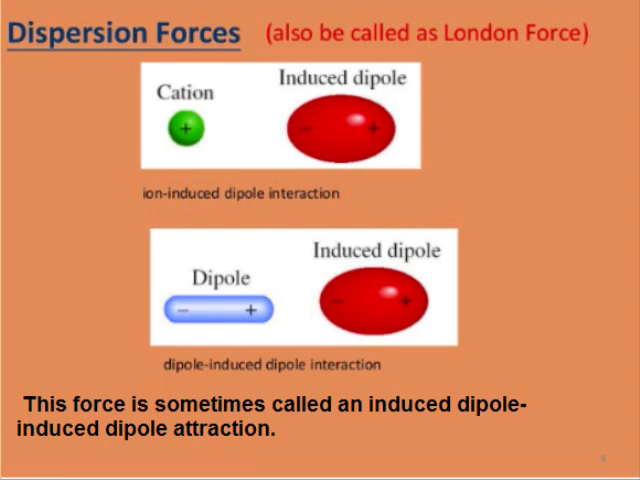 Dispersion Forces (also be called as London Force)
Cation
Induced dipole
+
- +
ion-induced dipole interaction
Induced dipole
Dipole
- +
- +
dipole-induced dipole interaction
This force is sometimes called an induced dipole-
induced dipole attraction.